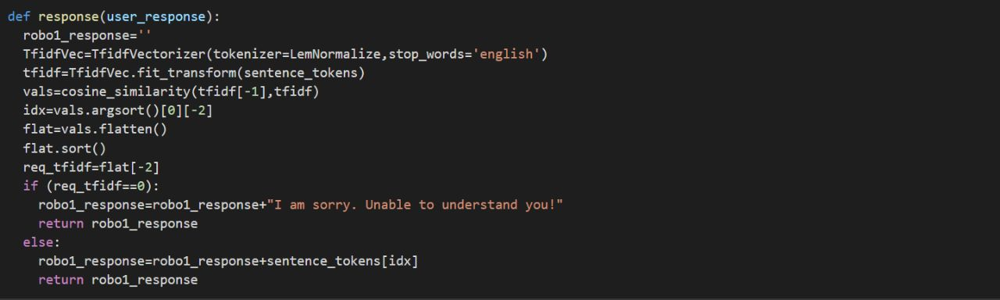 def response(user_response):
  robo1_response=''
  TfidfVec=TfidfVectorizer(tokenizer=LemNormalize,stop_words='english')
  tfidf=TfidfVec.fit_transform(sentence_tokens)
  vals=cosine_similarity(tfidf[-1],tfidf)
  idx=vals.argsort()[0][-2]
  flat=vals.flatten()
  flat.sort()
  req_tfidf=flat[-2]
  if (req_tfidf==0):
    robo1_response=robo1_response+"I am sorry. Unable to understand you!"
    return robo1_response
  else:
    robo1_response=robo1_response+sentence_tokens[idx]
    return robo1_response